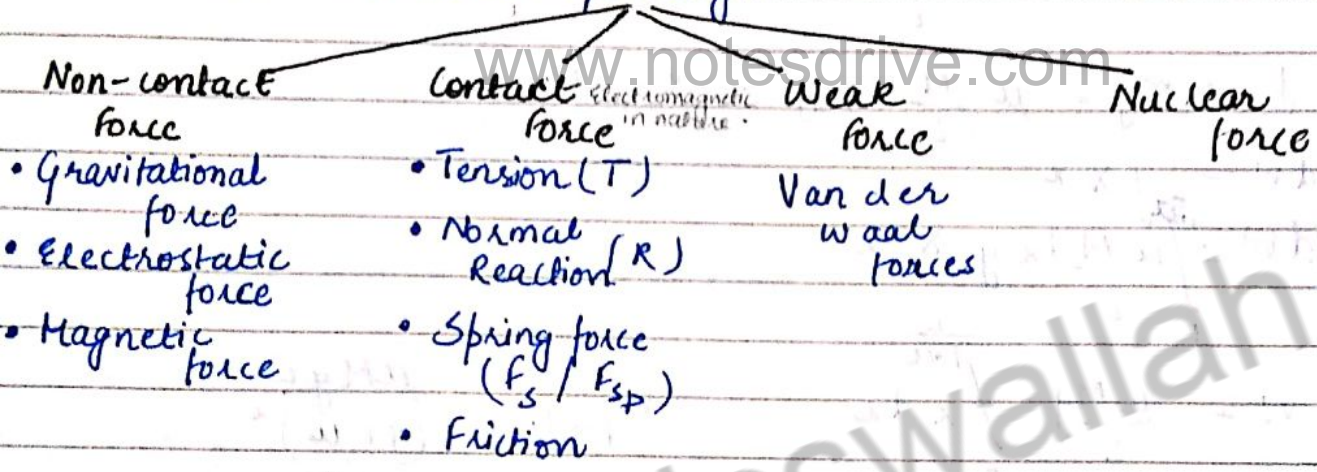 www.notesdrive.com
Non-contact force
Contact force Electromagnetic in nature.
Weak force
Nuclear force
• Gravitational force
• Electrostatic force
• Magnetic force
• Tension (T)
• Normal Reaction (R)
• Spring force (Fs / Fsp)
• Friction
Van der waal forces
swallah